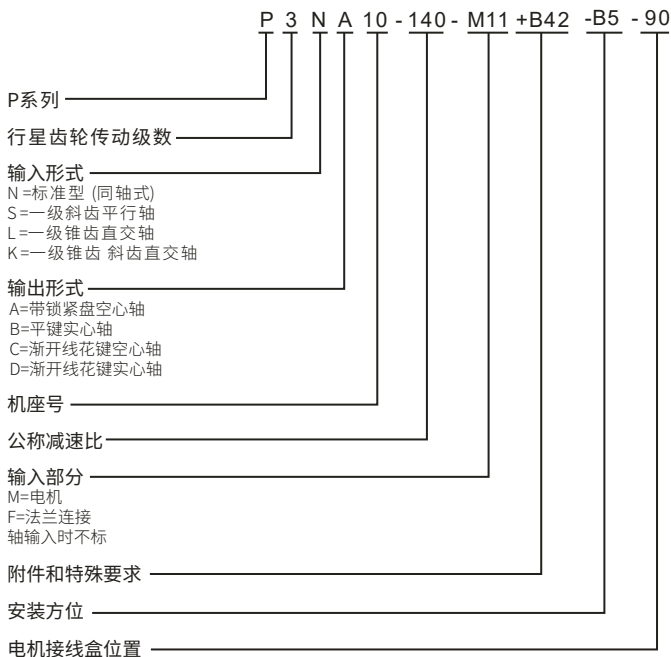 P 3 N A 10 - 140 - M11 +B42 -B5 - 90
P系列
行星齿轮传动级数
输入形式
N =标准型 (同轴式)
S =一级斜齿平行轴
L =一级锥齿直交轴
K =一级锥齿 斜齿直交轴
输出形式
A=带锁紧盘空心轴
B=平键实心轴
C=渐开线花键空心轴
D=渐开线花键实心轴
机座号
公称减速比
输入部分
M=电机
F=法兰连接
轴输入时不标
附件和特殊要求
安装方位
电机接线盒位置